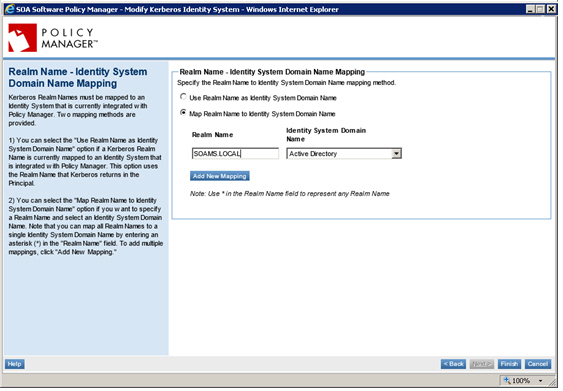 SOA Software Policy Manager - Modify Kerberos Identity System - Windows Internet Explorer
POLICY
MANAGER™
Realm Name - Identity System
Domain Name Mapping
Kerberos Realm Names must be mapped to an
Identity System that is currently integrated with
Policy Manager. Two mapping methods are
provided.
1) You can select the "Use Realm Name as
Identity System Domain Name" option if a Kerberos Realm
Name is currently mapped to an Identity System that
is integrated with Policy Manager. This option uses
the Realm Name that Kerberos returns in the
Principal.
2) You can select the "Map Realm Name to Identity
System Domain Name" option if you want to specify
a Realm Name and select an Identity System Domain
Name. Note that you can map all Realm Names to a
single Identity System Domain Name by entering an
asterisk (*) in the "Realm Name" field. To add multiple
mappings, click "Add New Mapping."
Realm Name - Identity System Domain Name Mapping
Specify the Realm Name to Identity System Domain Name mapping method.
Use Realm Name as Identity System Domain Name
Map Realm Name to Identity System Domain Name
Realm Name
Identity System Domain
Name
SOAMS.LOCAL
Active Directory
Add New Mapping
Note: Use * in the Realm Name field to represent any Realm Name
Help
< Back
Next >
Finish
Cancel
100%